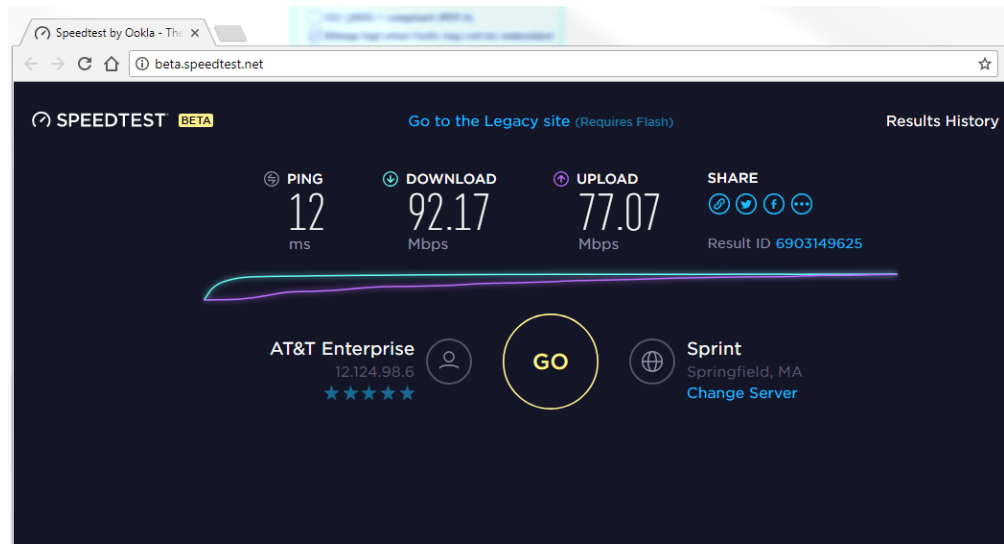 Speedtest by Ookla - The
beta.speedtest.net
SPEEDTEST BETA
Go to the Legacy site (Requires Flash)
Results History
PING
12
ms
DOWNLOAD
92.17
Mbps
UPLOAD
77.07
Mbps
SHARE
Result ID 6903149625
AT&T Enterprise
12.124.98.6
GO
Sprint
Springfield, MA
Change Server